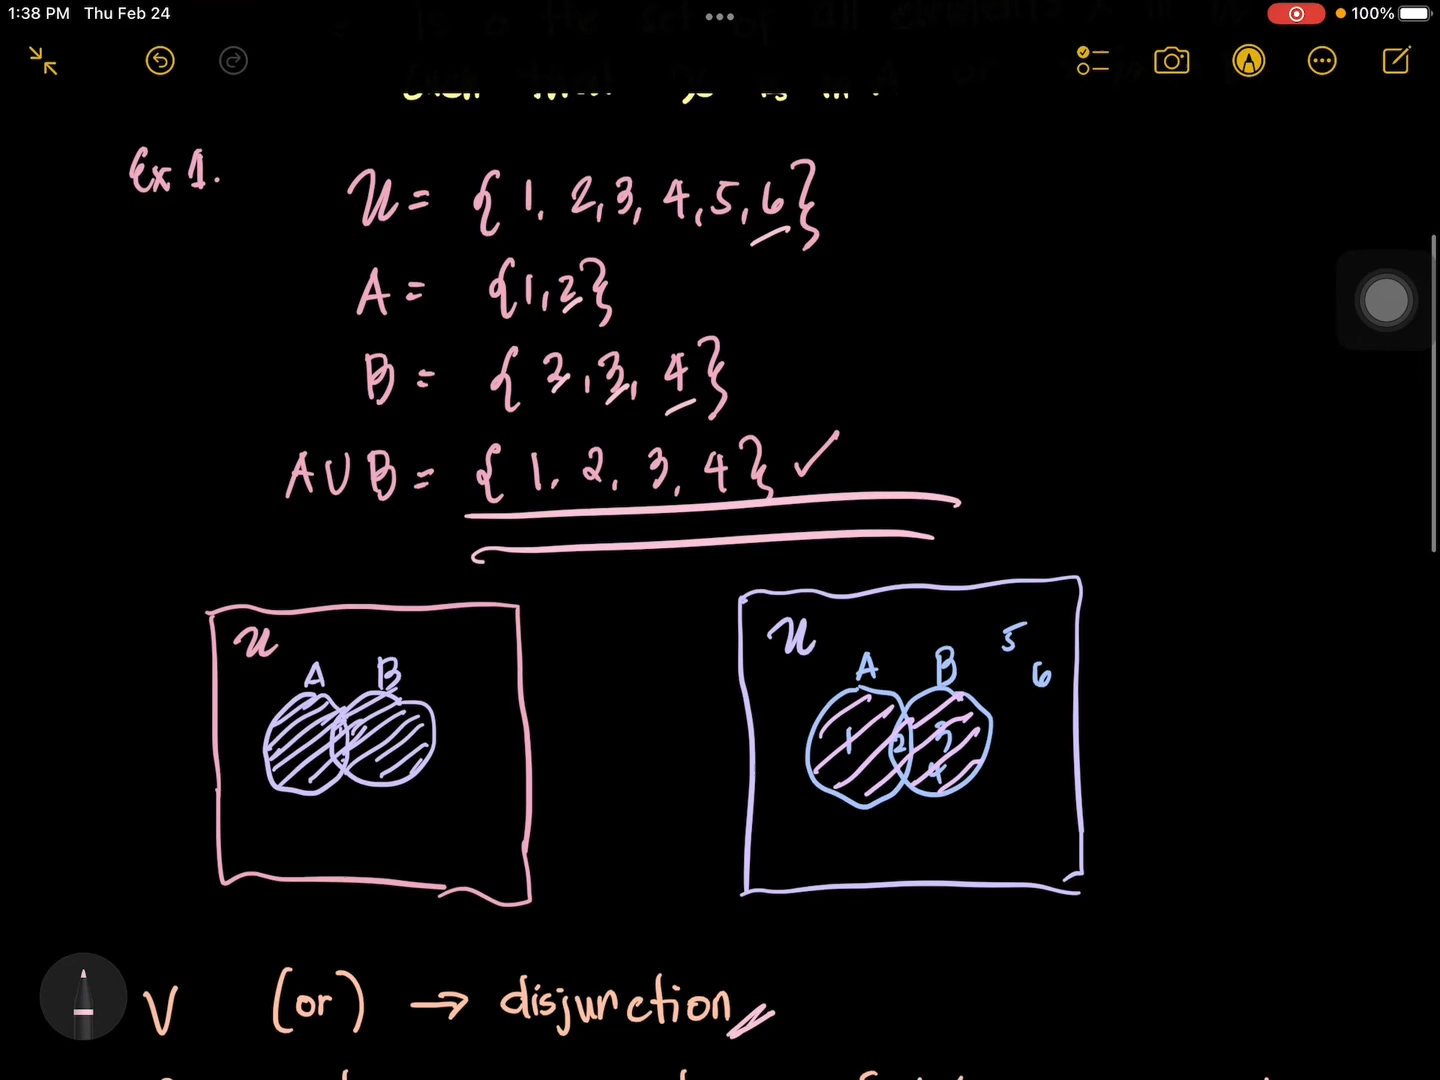 1:38 PM Thu Feb 24
100%
Ex 1.
U = { 1, 2, 3, 4, 5, 6}
A = {1, 2}
B = { 2, 3, 4}
A ∪ B = { 1, 2, 3, 4} ✓
U
A B
U
5
6
A B
1 2 3
4
∨ (or) → disjunction